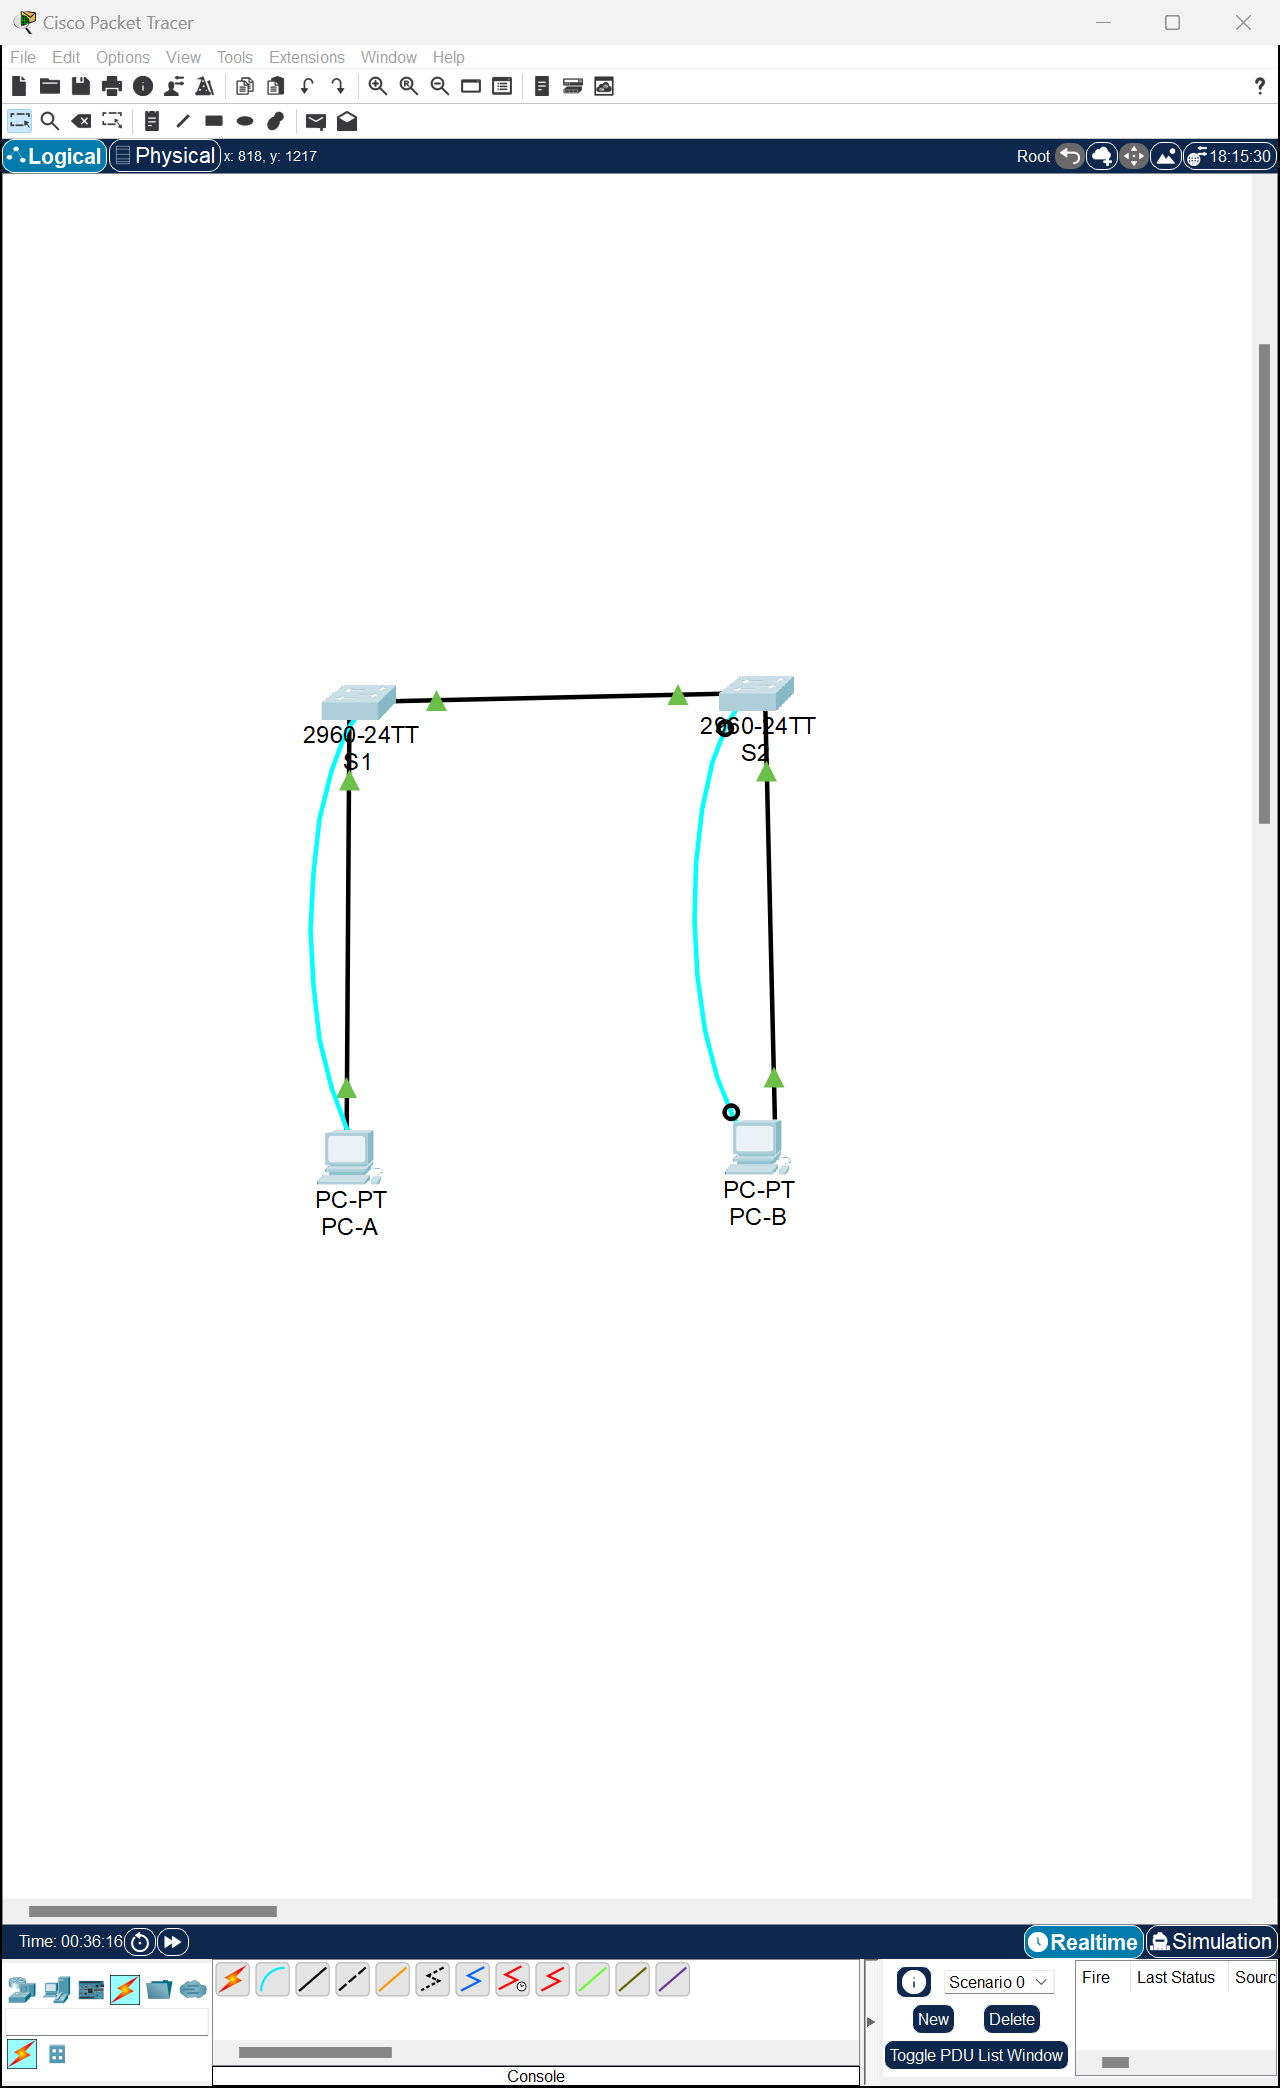 Cisco Packet Tracer
File Edit Options View Tools Extensions Window Help
?
Logical Physical x: 818, y: 1217 Root 18:15:30
2960-24TT
S1
2960-24TT
S2
PC-PT
PC-A
PC-PT
PC-B
Time: 00:36:16 Realtime Simulation
Scenario 0
New Delete
Toggle PDU List Window
Fire Last Status Sourc
Console